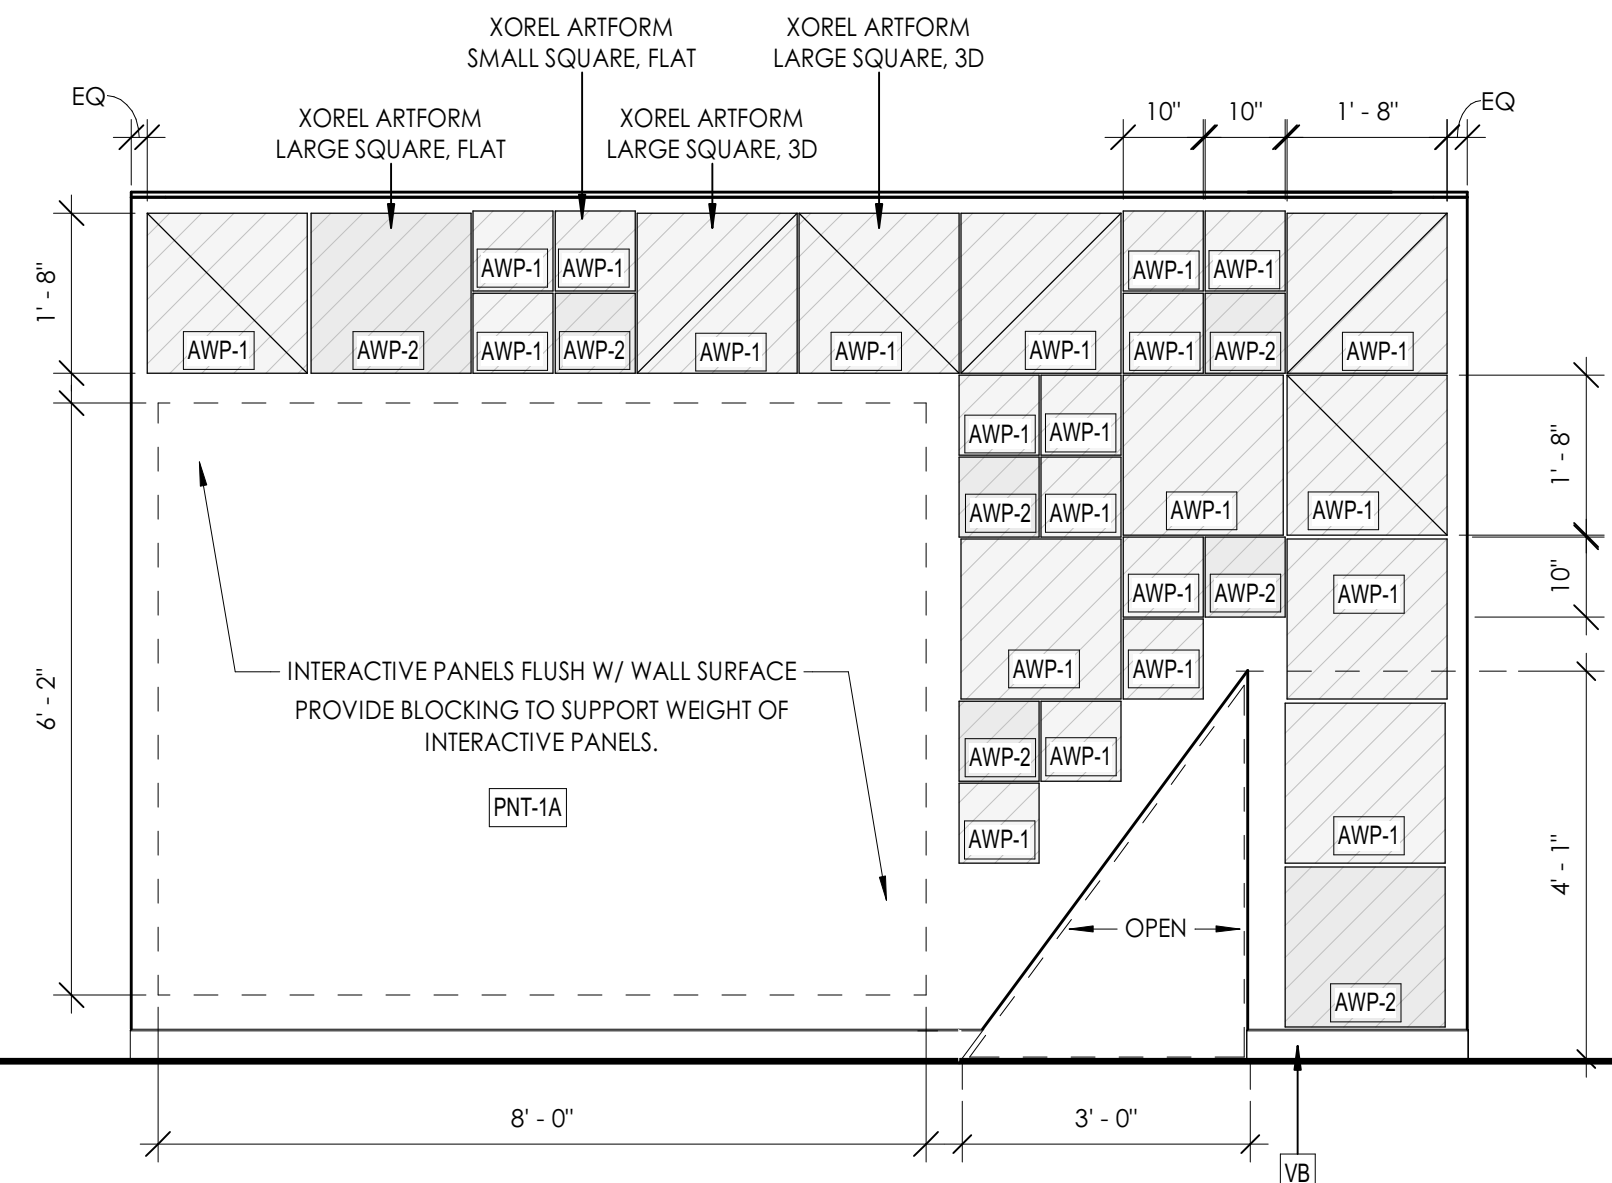 XOREL ARTFORM
SMALL SQUARE, FLAT
XOREL ARTFORM
LARGE SQUARE, 3D
EQ
XOREL ARTFORM
LARGE SQUARE, FLAT
XOREL ARTFORM
LARGE SQUARE, 3D
10"
10"
1' - 8"
EQ
1' - 8"
AWP-1
AWP-1
AWP-1
AWP-1
AWP-1
AWP-2
AWP-1
AWP-2
AWP-1
AWP-1
AWP-1
AWP-1
AWP-2
AWP-1
AWP-1
AWP-1
1' - 8"
AWP-2
AWP-1
AWP-1
AWP-1
AWP-1
AWP-2
AWP-1
10"
INTERACTIVE PANELS FLUSH W/ WALL SURFACE
PROVIDE BLOCKING TO SUPPORT WEIGHT OF
INTERACTIVE PANELS.
AWP-1
AWP-1
6' - 2"
AWP-2
AWP-1
PNT-1A
AWP-1
AWP-1
4' - 1"
OPEN
AWP-2
8' - 0"
3' - 0"
VB